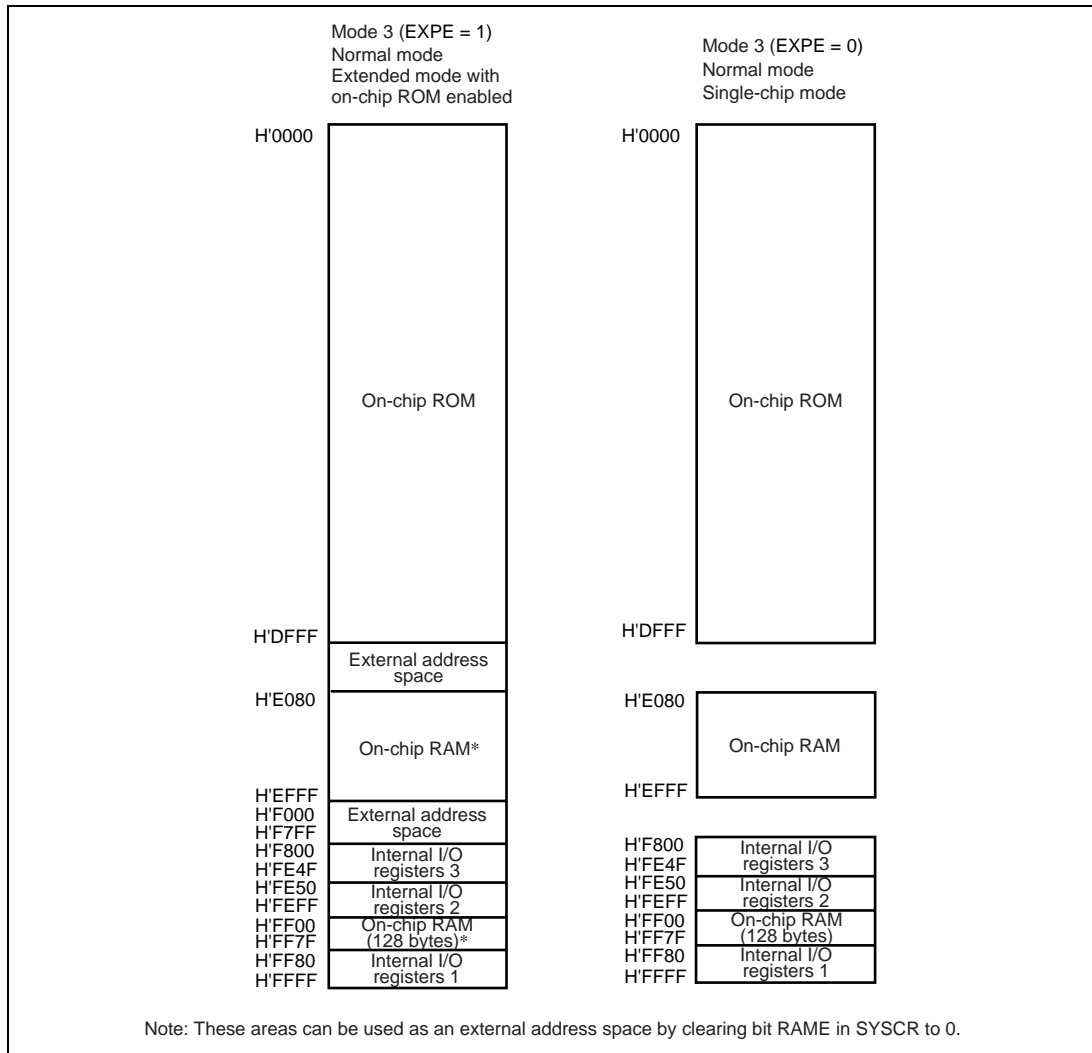 Mode 3 (EXPE = 1)
Normal mode
Extended mode with
on-chip ROM enabled
H'0000
On-chip ROM
H'DFFF
External address
space
H'E080
On-chip RAM*
H'EFFF
H'F000
External address
space
H'F7FF
H'F800
Internal I/O
registers 3
H'FE4F
H'FE50
Internal I/O
registers 2
H'FEFF
H'FF00
On-chip RAM
(128 bytes)*
H'FF7F
H'FF80
Internal I/O
registers 1
H'FFFF
Mode 3 (EXPE = 0)
Normal mode
Single-chip mode
H'0000
On-chip ROM
H'DFFF
H'E080
On-chip RAM
H'EFFF
H'F800
Internal I/O
registers 3
H'FE4F
H'FE50
Internal I/O
registers 2
H'FEFF
H'FF00
On-chip RAM
(128 bytes)
H'FF7F
H'FF80
Internal I/O
registers 1
H'FFFF
Note: These areas can be used as an external address space by clearing bit RAME in SYSCR to 0.